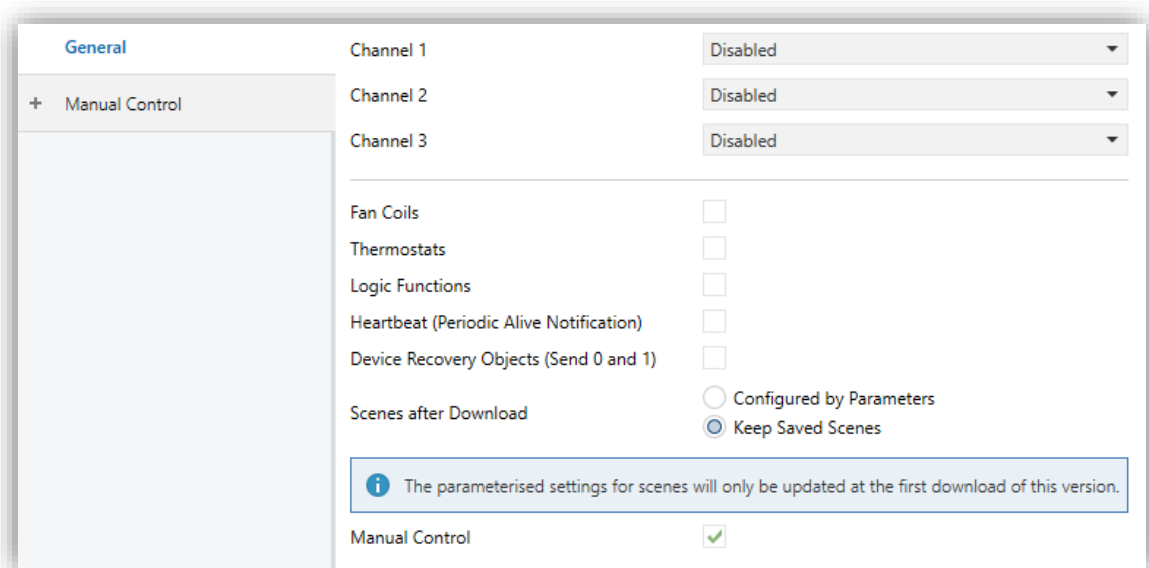 General
+ Manual Control
Channel 1 Disabled
Channel 2 Disabled
Channel 3 Disabled
Fan Coils
Thermostats
Logic Functions
Heartbeat (Periodic Alive Notification)
Device Recovery Objects (Send 0 and 1)
Scenes after Download
Configured by Parameters
Keep Saved Scenes
The parameterised settings for scenes will only be updated at the first download of this version.
Manual Control